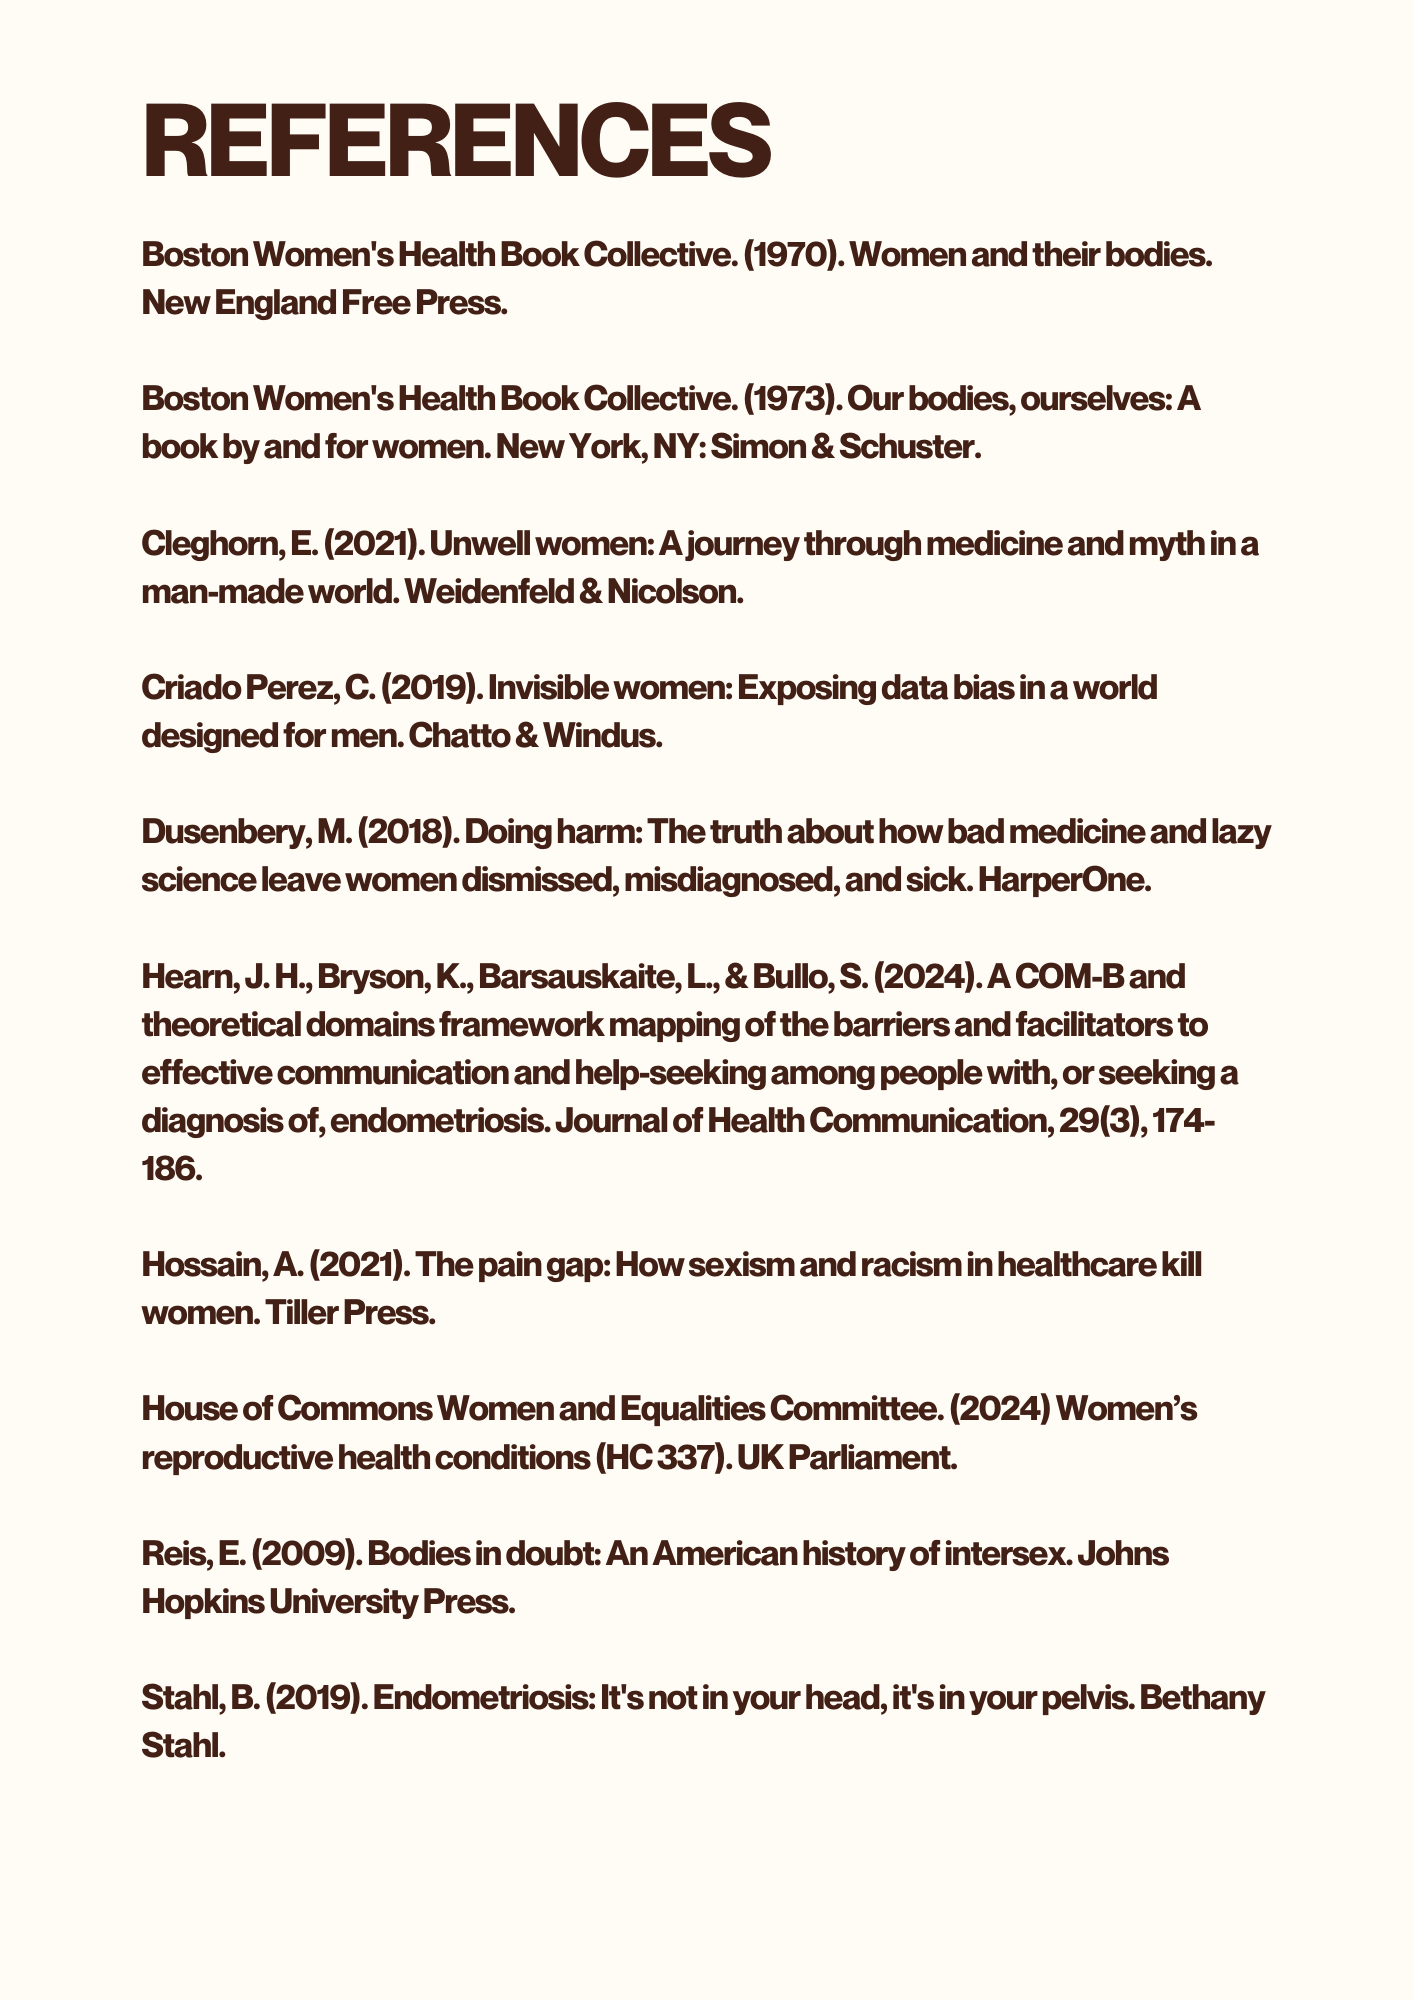 REFERENCES
Boston Women's Health Book Collective. (1970). Women and their bodies.
New England Free Press.
Boston Women's Health Book Collective. (1973). Our bodies, ourselves: A
book by and for women. New York, NY: Simon & Schuster.
Cleghorn, E. (2021). Unwell women: A journey through medicine and myth in a
man-made world. Weidenfeld & Nicolson.
Criado Perez, C. (2019). Invisible women: Exposing data bias in a world
designed for men. Chatto & Windus.
Dusenbery, M. (2018). Doing harm: The truth about how bad medicine and lazy
science leave women dismissed, misdiagnosed, and sick. HarperOne.
Hearn, J. H., Bryson, K., Barsauskaite, L., & Bullo, S. (2024). A COM-B and
theoretical domains framework mapping of the barriers and facilitators to
effective communication and help-seeking among people with, or seeking a
diagnosis of, endometriosis. Journal of Health Communication, 29(3), 174-
186.
Hossain, A. (2021). The pain gap: How sexism and racism in healthcare kill
women. Tiller Press.
House of Commons Women and Equalities Committee. (2024) Women’s
reproductive health conditions (HC 337). UK Parliament.
Reis, E. (2009). Bodies in doubt: An American history of intersex. Johns
Hopkins University Press.
Stahl, B. (2019). Endometriosis: It's not in your head, it's in your pelvis. Bethany
Stahl.